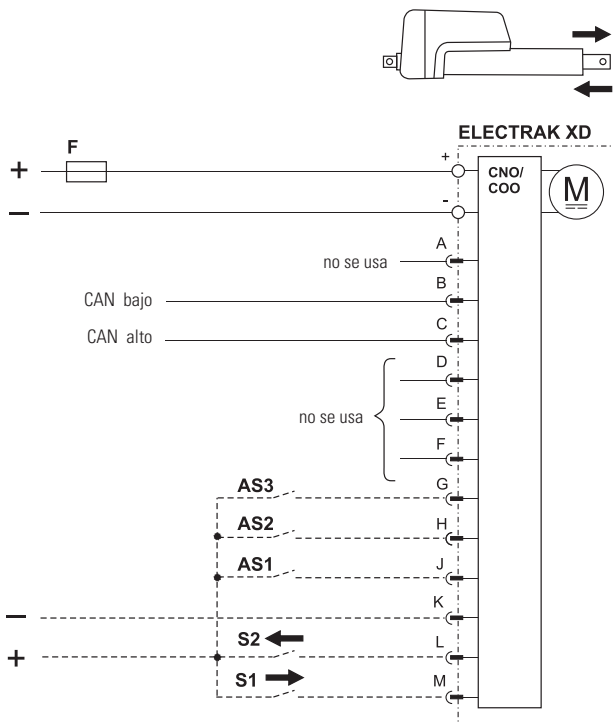 ELECTRAK XD
F
+
+
CNO/
COO
M
−
-
A
no se usa
B
CAN bajo
C
CAN alto
D
E
no se usa
F
AS3
G
AS2
H
AS1
J
K
−
S2
L
+
S1
M